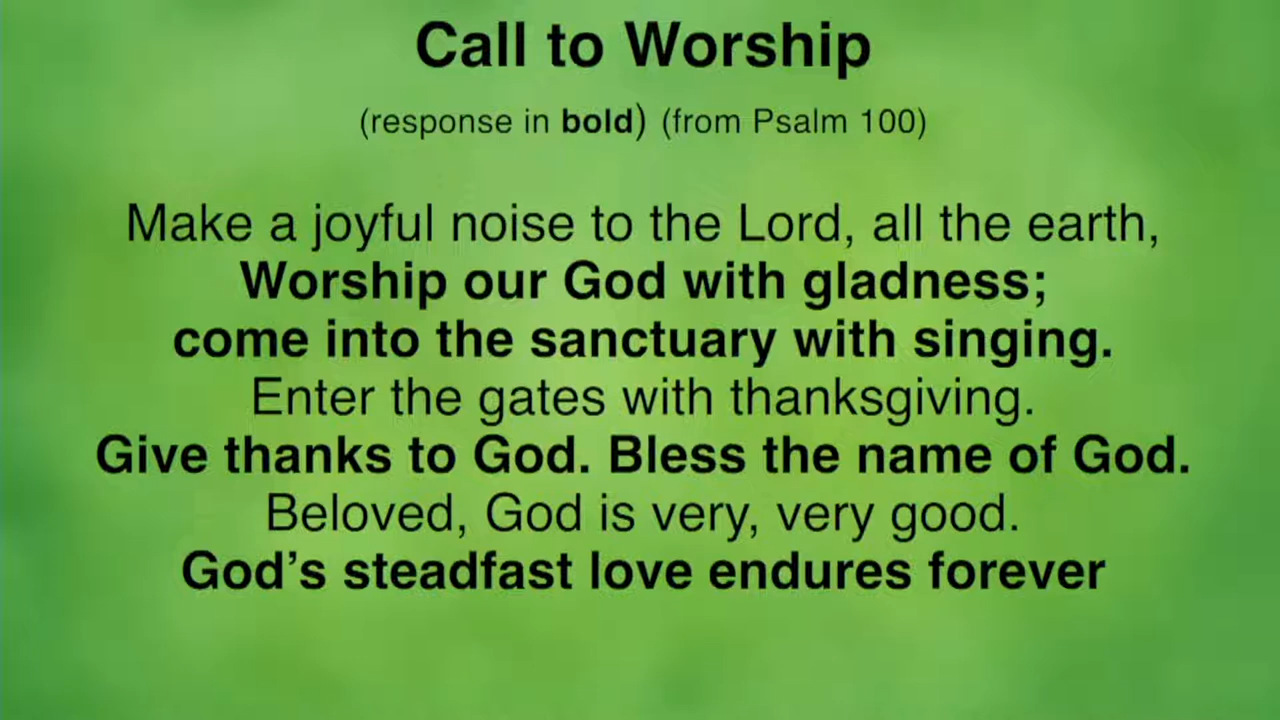 Call to Worship
(response in bold) (from Psalm 100)
Make a joyful noise to the Lord, all the earth,
Worship our God with gladness;
come into the sanctuary with singing.
Enter the gates with thanksgiving.
Give thanks to God. Bless the name of God.
Beloved, God is very, very good.
God’s steadfast love endures forever